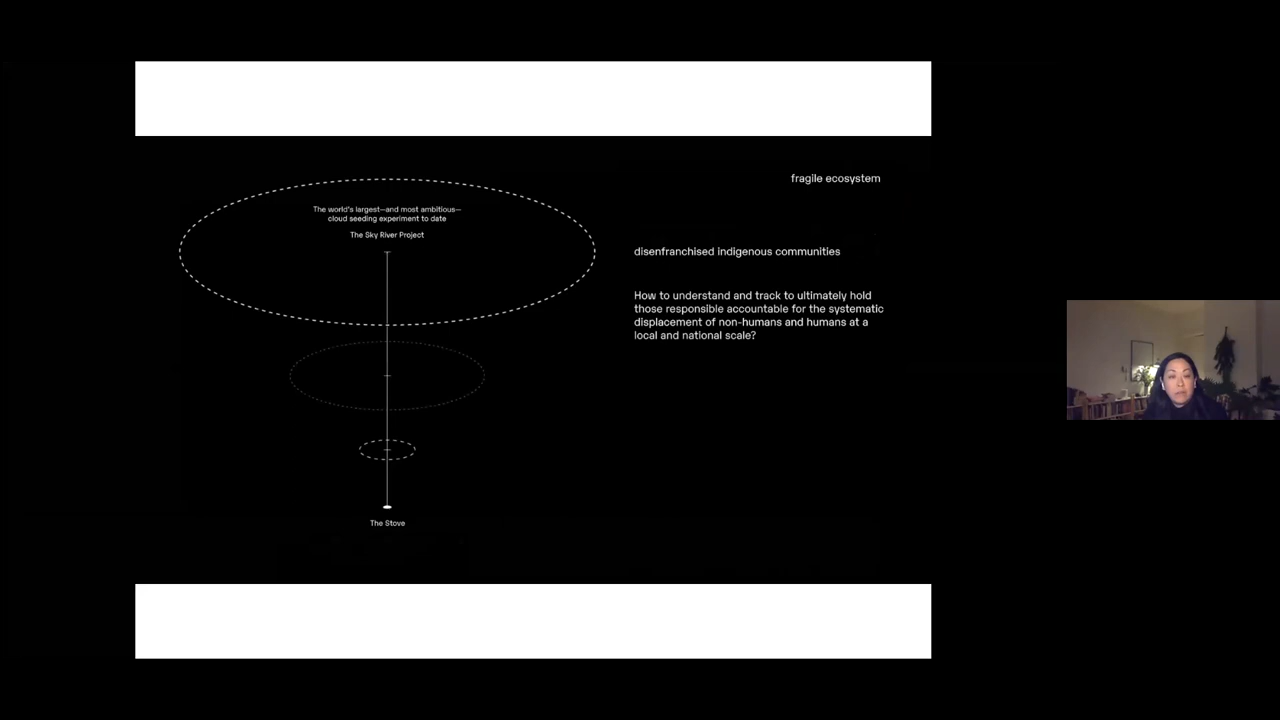 The world's largest—and most ambitious—
cloud seeding experiment to date
The Sky River Project
The Stove
fragile ecosystem
disenfranchised indigenous communities
How to understand and track to ultimately hold
those responsible accountable for the systematic
displacement of non-humans and humans at a
local and national scale?